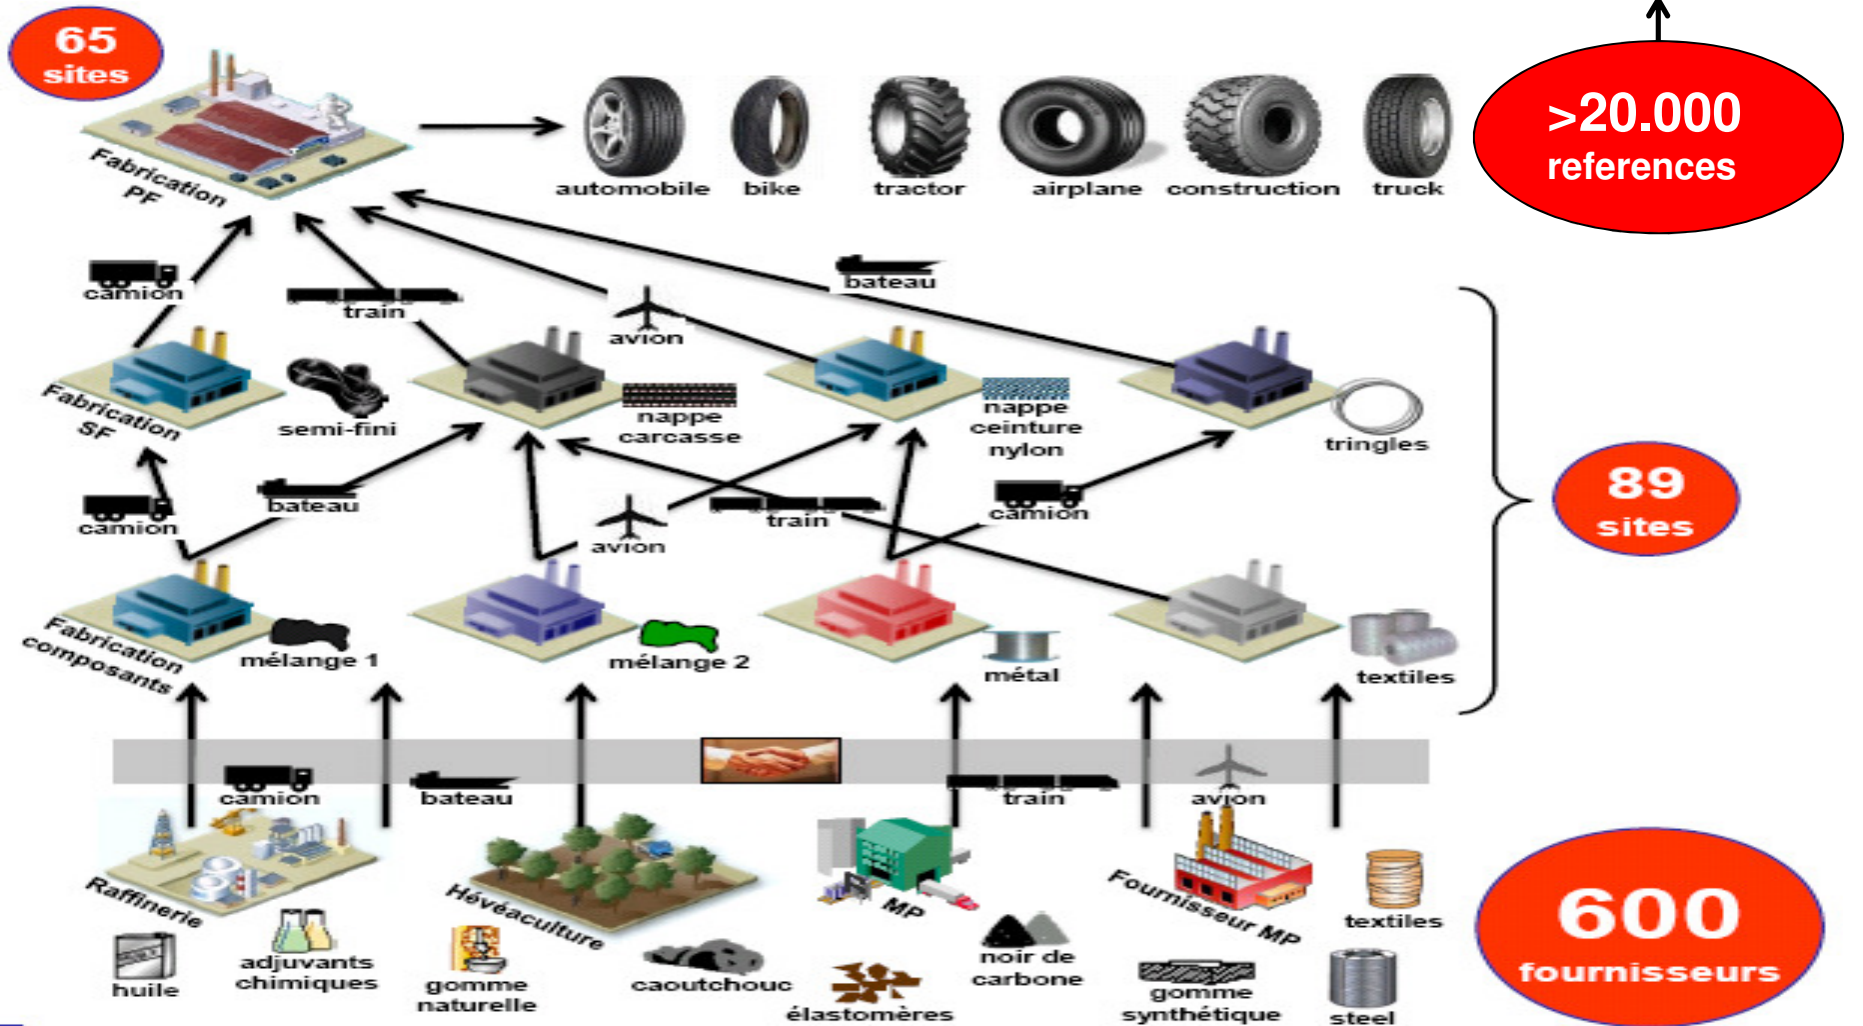 65
sites
>20.000
references
Fabrication
PF
automobile
bike
tractor
airplane
construction
truck
camion
train
avion
bateau
Fabrication
SF
semi-fini
nappe
carcasse
nappe
ceinture
nylon
tringles
camion
bateau
avion
train
camion
89
sites
Fabrication
composants
mélange 1
mélange 2
métal
textiles
camion
bateau
train
avion
Raffinerie
Hévéaculture
MP
Fournisseur MP
huile
adjuvants
chimiques
gomme
naturelle
caoutchouc
élastomères
noir de
carbone
gomme
synthétique
textiles
steel
600
fournisseurs